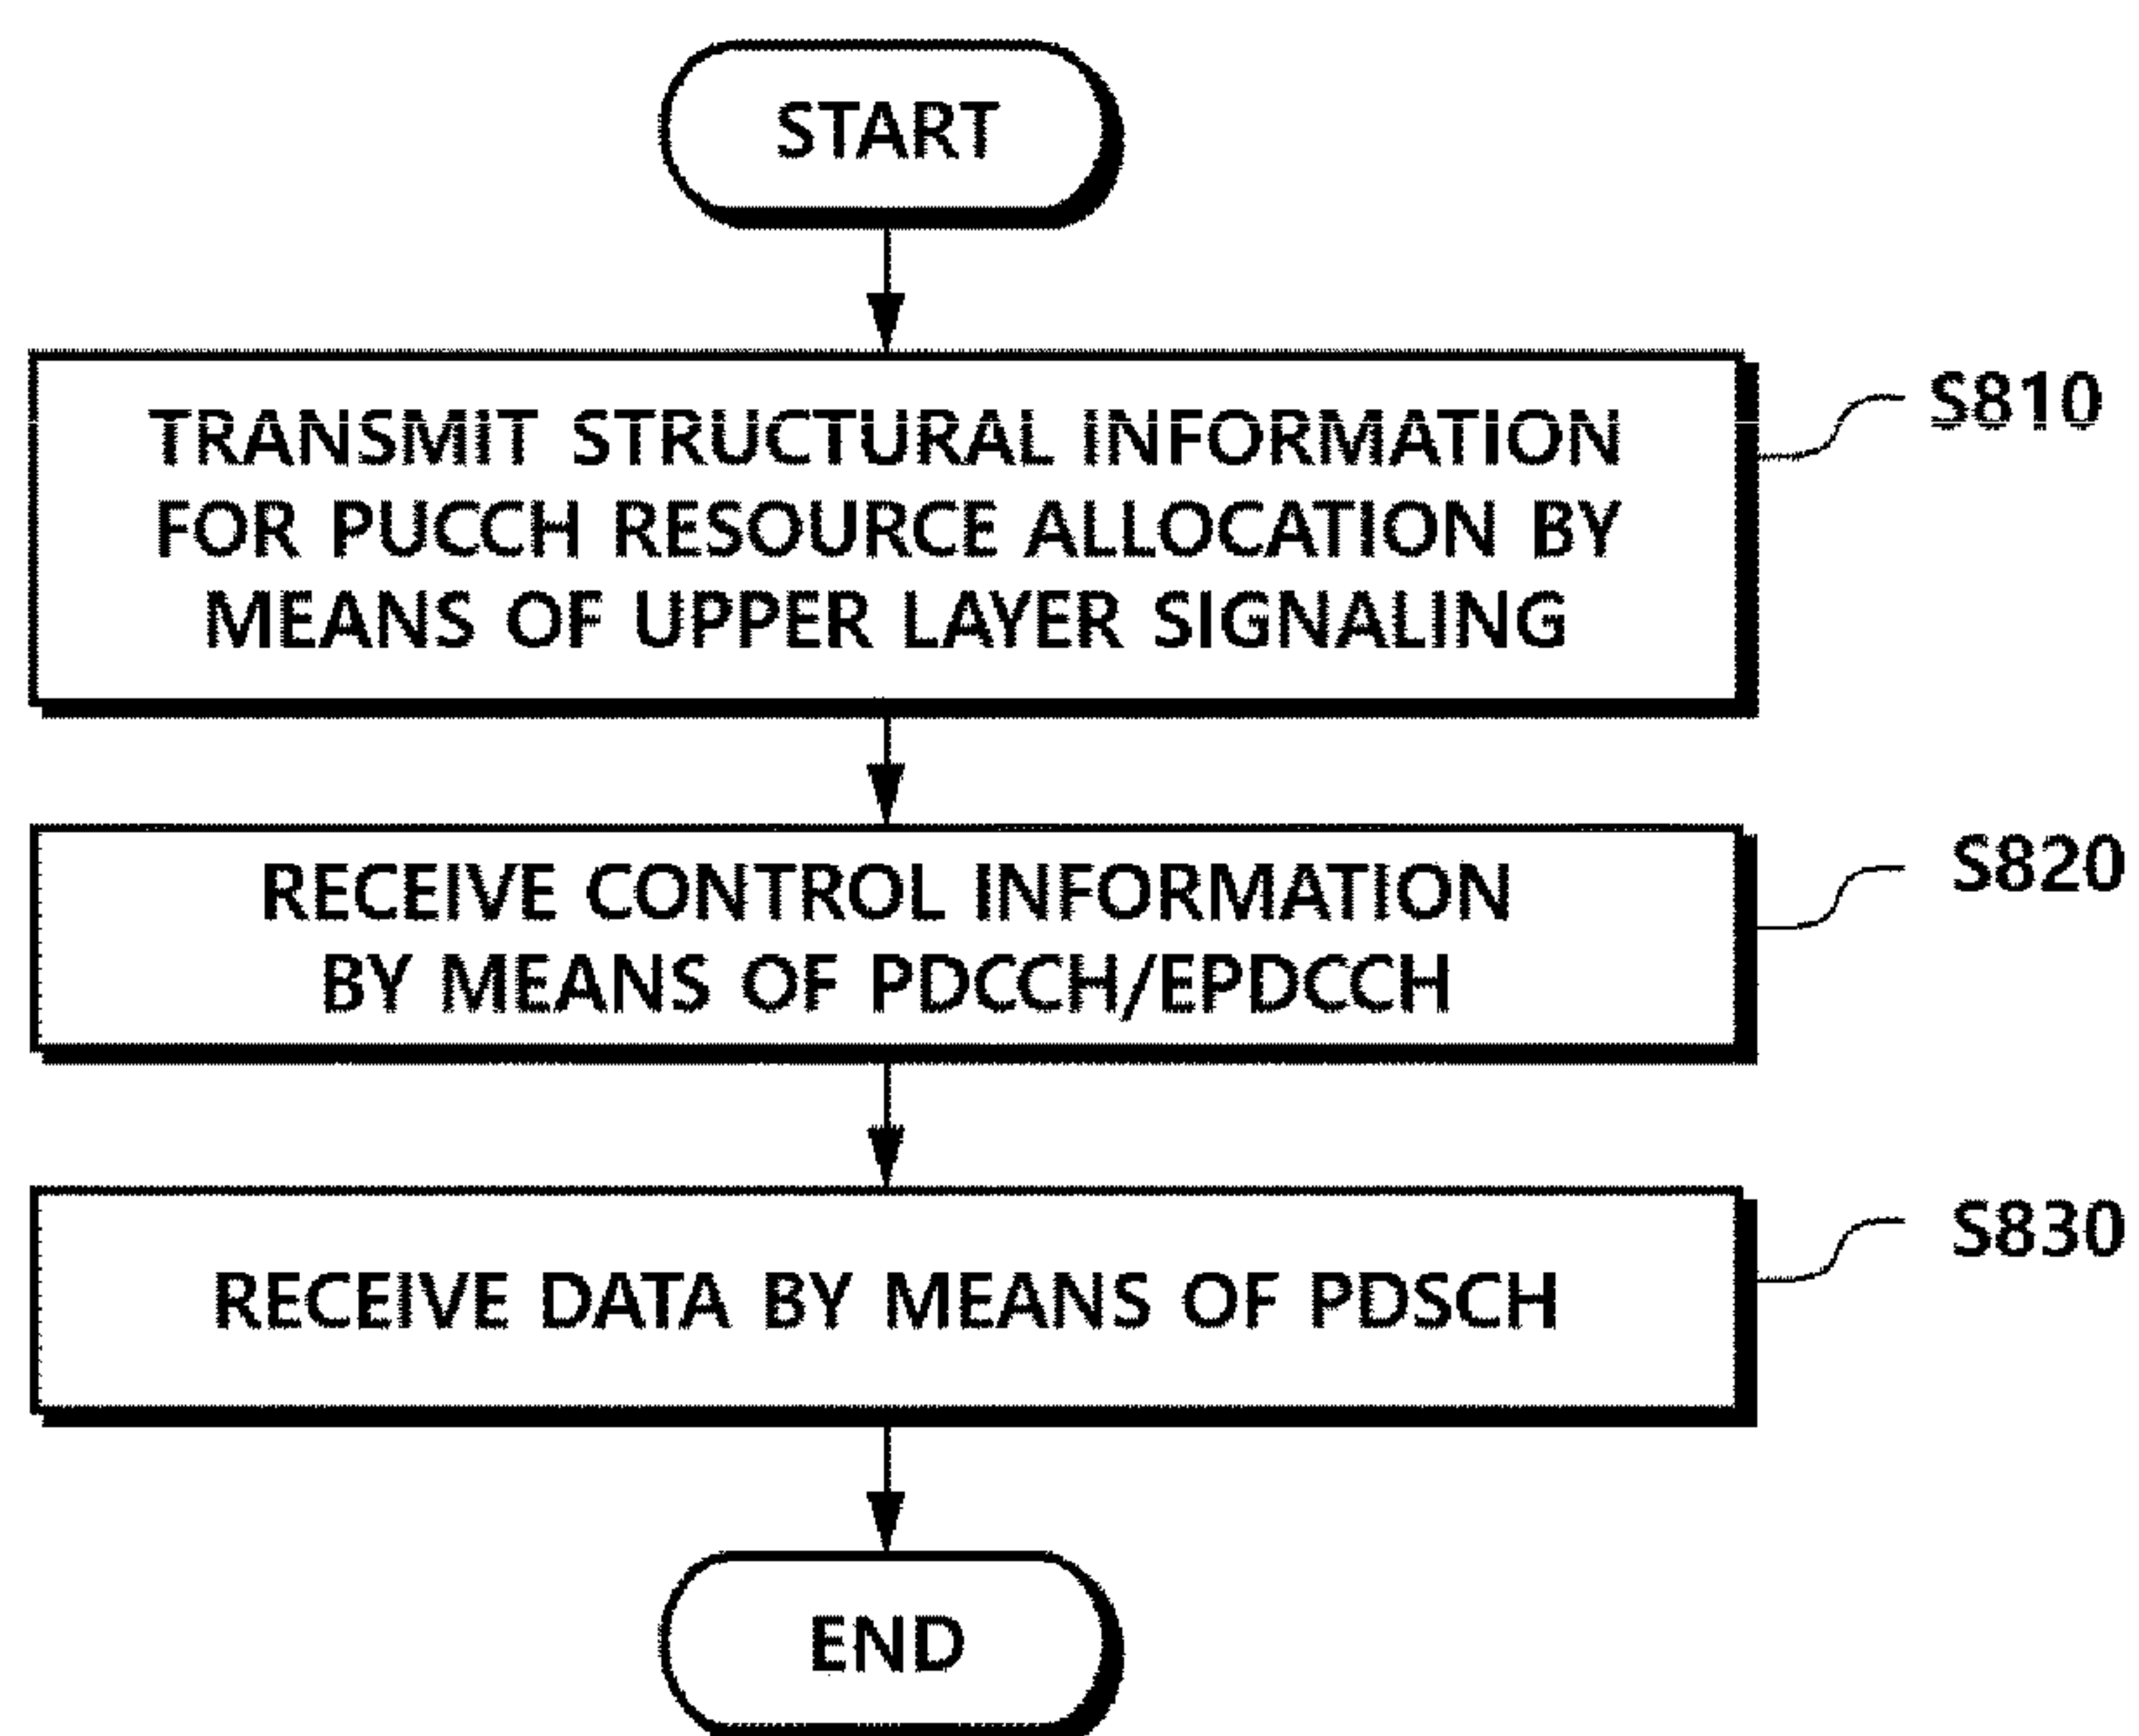 START
TRANSMIT STRUCTURAL INFORMATION
FOR PUCCH RESOURCE ALLOCATION BY
MEANS OF UPPER LAYER SIGNALING
S810
RECEIVE CONTROL INFORMATION
BY MEANS OF PDCCH/EPDCCH
S820
RECEIVE DATA BY MEANS OF PDSCH
S830
END